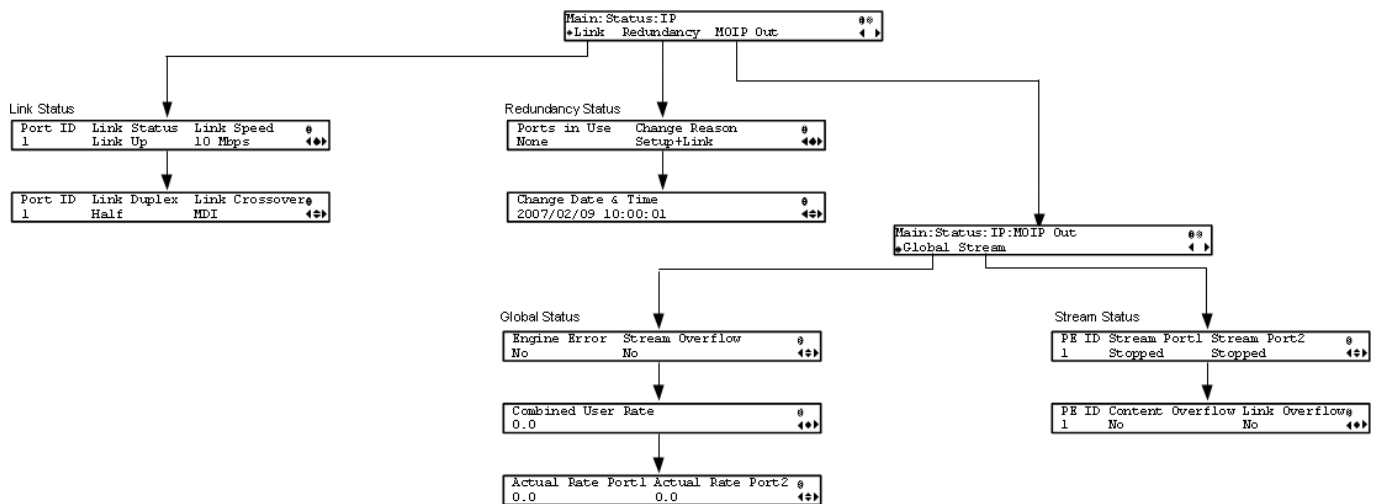 Main:Status:IP
Link Redundancy MOIP Out
Link Status
Port ID Link Status Link Speed
1 Link Up 10 Mbps
Port ID Link Duplex Link Crossover
1 Half MDI
Redundancy Status
Ports in Use Change Reason
None Setup+Link
Change Date & Time
2007/02/09 10:00:01
Main:Status:IP:MOIP Out
Global Stream
Global Status
Engine Error Stream Overflow
No No
Combined User Rate
0.0
Actual Rate Port1 Actual Rate Port2
0.0 0.0
Stream Status
PE ID Stream Port1 Stream Port2
1 Stopped Stopped
PE ID Content Overflow Link Overflow
1 No No